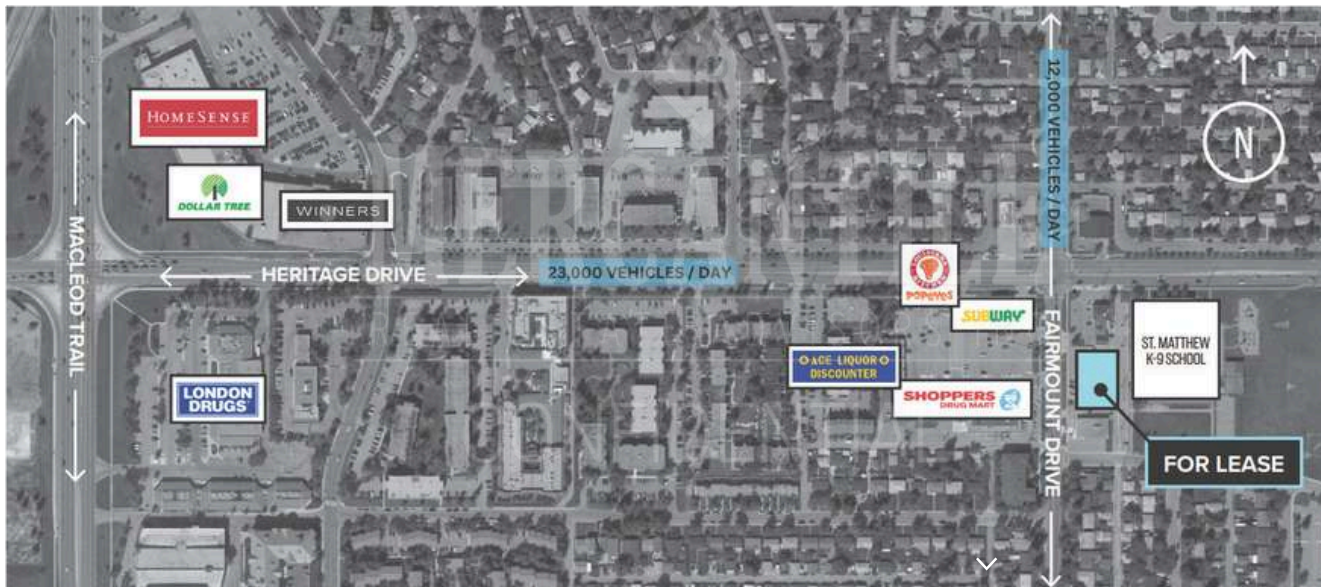 HOMESENSE
DOLLAR TREE
WINNERS
MACLEOD TRAIL
HERITAGE DRIVE
23,000 VEHICLES / DAY
12,000 VEHICLES / DAY
N
POPEYES
SUBWAY
ACE LIQUOR
DISCOUNTER
SHOPPERS
DRUG MART
LONDON
DRUGS
FAIRMOUNT DRIVE
ST. MATTHEW
K-9 SCHOOL
FOR LEASE